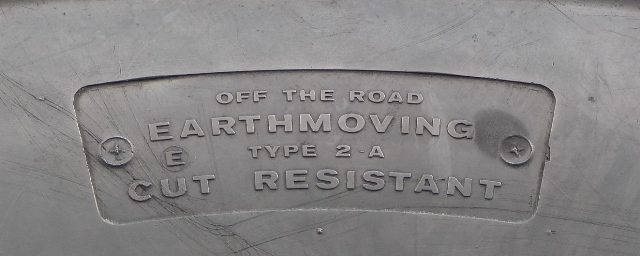 OFF THE ROAD
EARTHMOVING
E TYPE 2-A
CUT RESISTANT